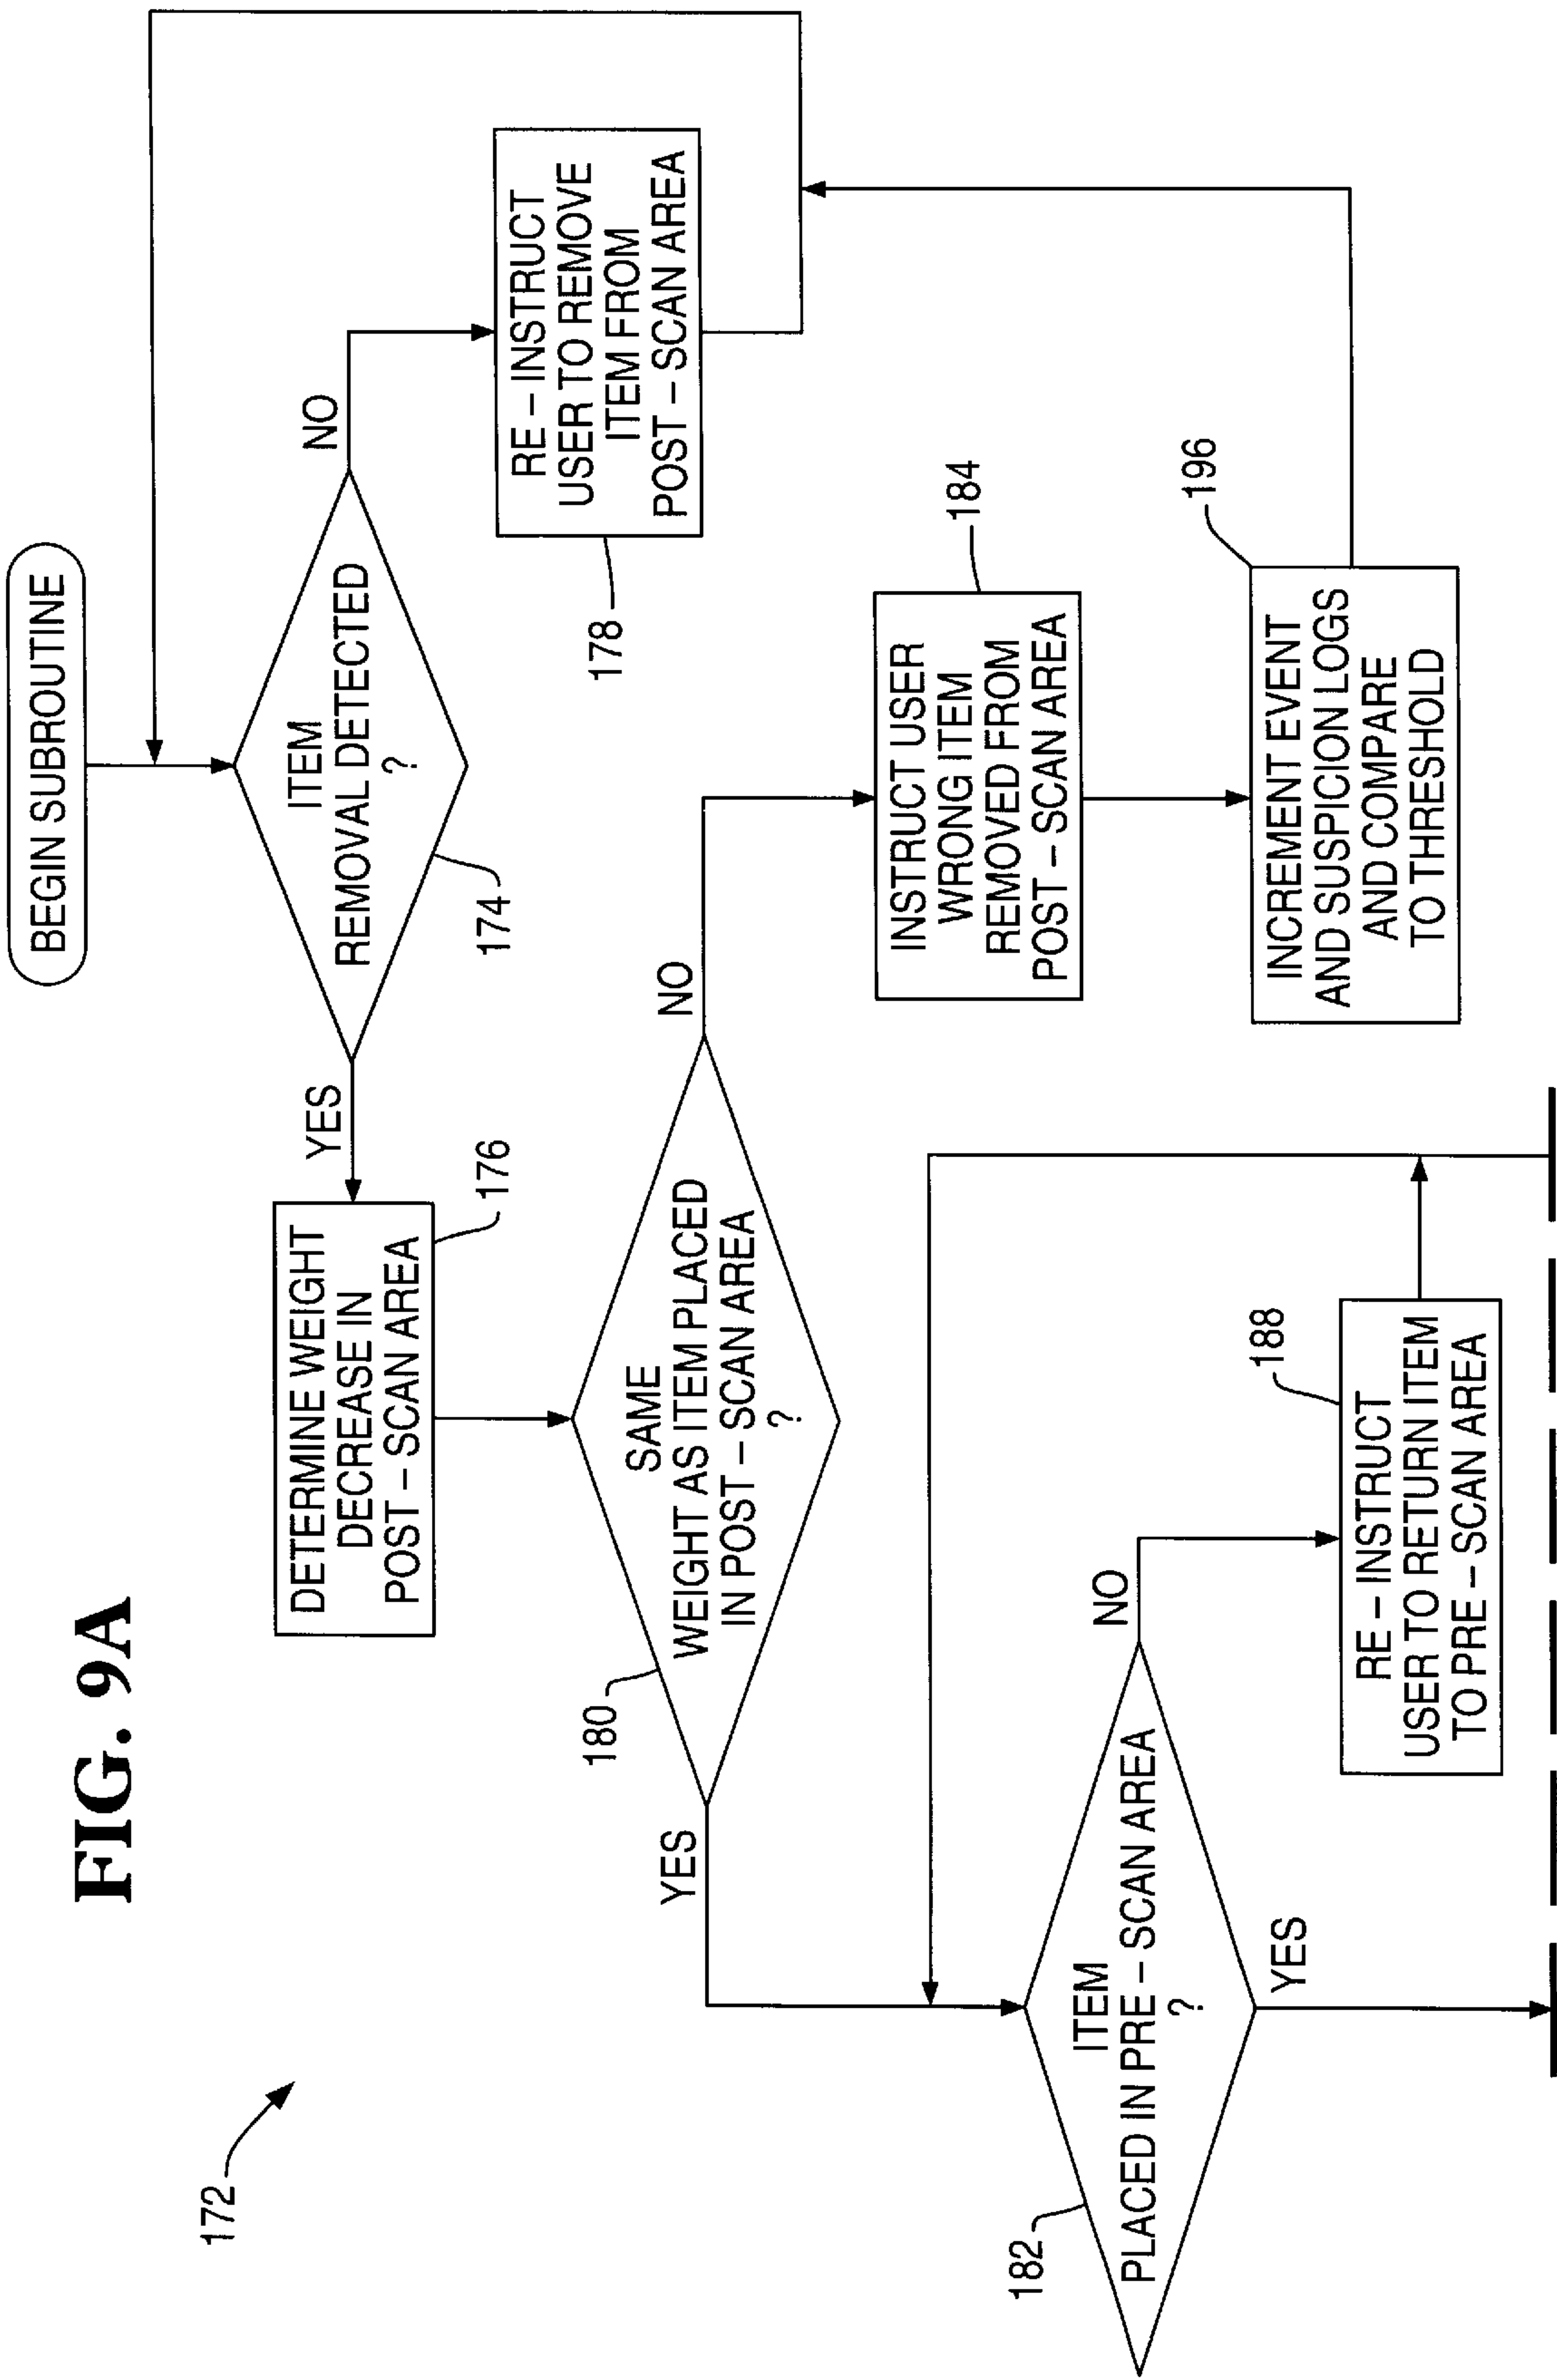 FIG. 9A
172
BEGIN SUBROUTINE
ITEM
REMOVAL DETECTED
?
174
YES
NO
DETERMINE WEIGHT
DECREASE IN
POST – SCAN AREA
176
RE – INSTRUCT
USER TO REMOVE
ITEM FROM
POST – SCAN AREA
178
SAME
WEIGHT AS ITEM PLACED
IN POST – SCAN AREA
?
180
YES
NO
INSTRUCT USER
WRONG ITEM
REMOVED FROM
POST – SCAN AREA
184
INCREMENT EVENT
AND SUSPICION LOGS
AND COMPARE
TO THRESHOLD
196
ITEM
PLACED IN PRE – SCAN AREA
?
182
NO
YES
RE – INSTRUCT
USER TO RETURN ITEM
TO PRE – SCAN AREA
188